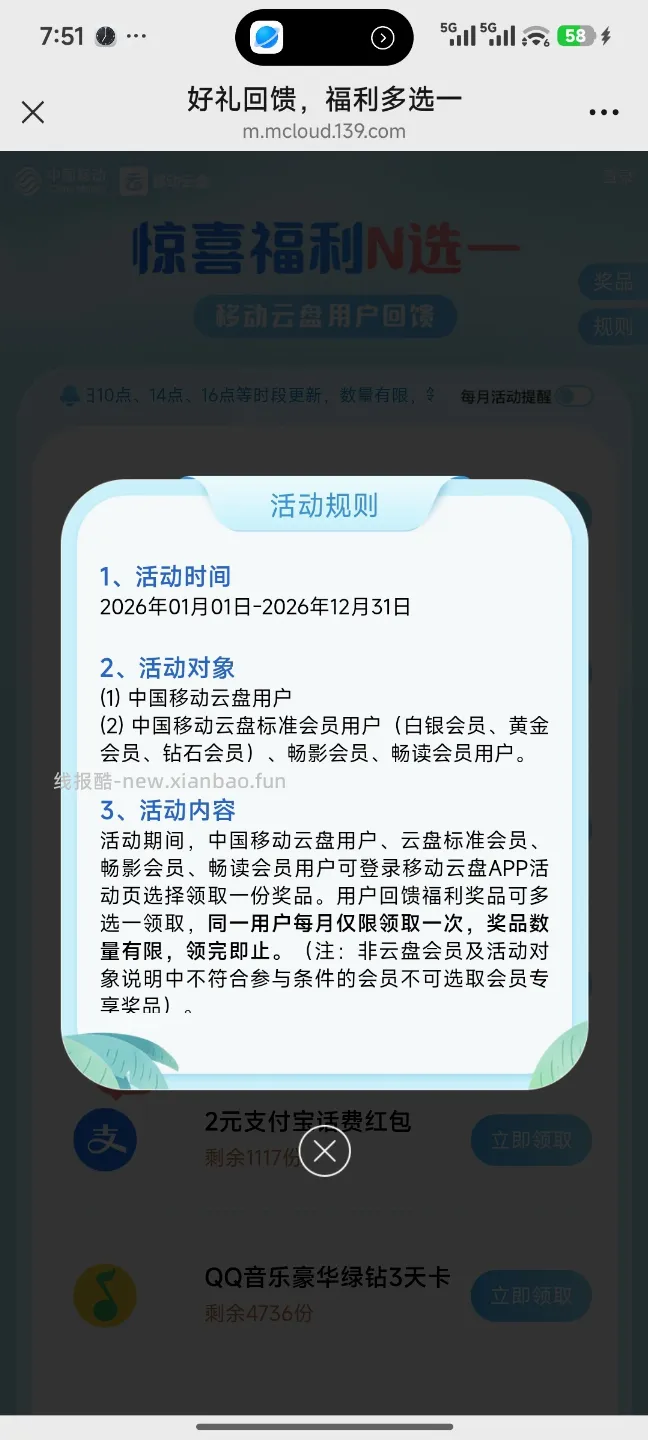 7:51
5G
5G
6
58
好礼回馈，福利多选一
m.mcloud.139.com
中国移动
云
移动云盘
登录
惊喜福利N选一
移动云盘用户回馈
奖品
规则
10点、14点、16点等时段更新，数量有限，
每月活动提醒
活动规则
1、活动时间
2026年01月01日-2026年12月31日
2、活动对象
(1) 中国移动云盘用户
(2) 中国移动云盘标准会员用户（白银会员、黄金
会员、钻石会员）、畅影会员、畅读会员用户。
线报酷-new.xianbao.fun
3、活动内容
活动期间，中国移动云盘用户、云盘标准会员、
畅影会员、畅读会员用户可登录移动云盘APP活
动页选择领取一份奖品。用户回馈福利奖品可多
选一领取，同一用户每月仅限领取一次，奖品数
量有限，领完即止。（注：非云盘会员及活动对
象说明中不符合参与条件的会员不可选取会员专
享奖品）。
支
2元支付宝话费红包
剩余1117份
立即领取
QQ音乐豪华绿钻3天卡
剩余4736份
立即领取